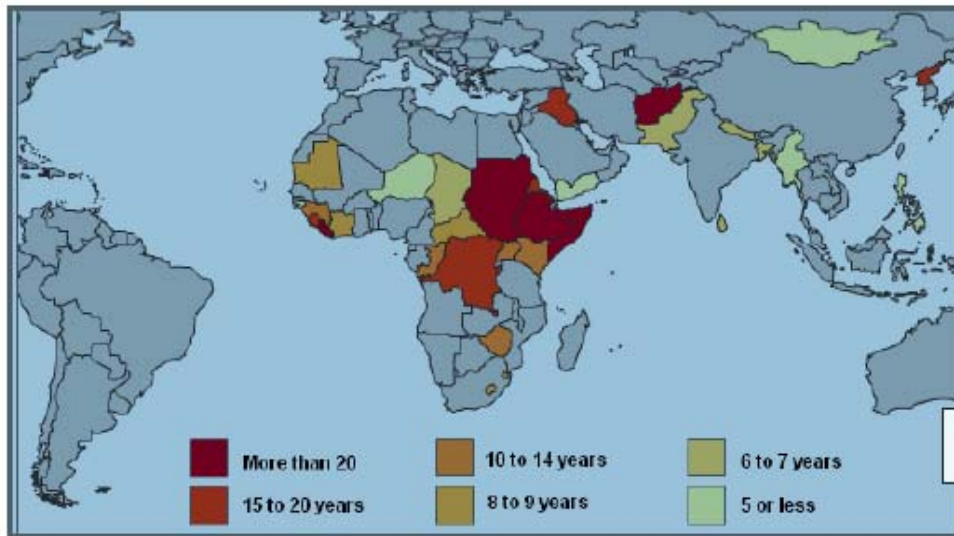 More than 20
10 to 14 years
6 to 7 years
15 to 20 years
8 to 9 years
5 or less